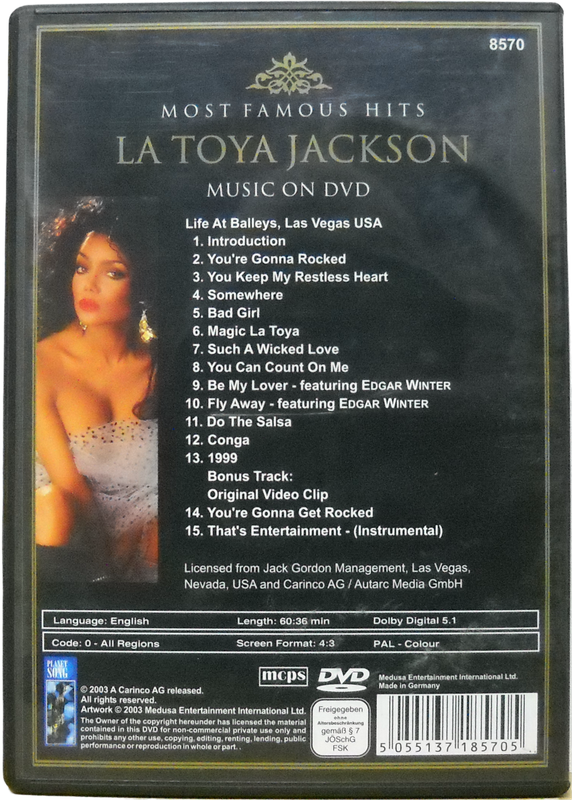 8570
MOST FAMOUS HITS
LA TOYA JACKSON
MUSIC ON DVD
Life At Balleys, Las Vegas USA
1. Introduction
2. You're Gonna Rocked
3. You Keep My Restless Heart
4. Somewhere
5. Bad Girl
6. Magic La Toya
7. Such A Wicked Love
8. You Can Count On Me
9. Be My Lover - featuring EDGAR WINTER
10. Fly Away - featuring EDGAR WINTER
11. Do The Salsa
12. Conga
13. 1999
Bonus Track:
Original Video Clip
14. You're Gonna Get Rocked
15. That's Entertainment - (Instrumental)
Licensed from Jack Gordon Management, Las Vegas,
Nevada, USA and Carinco AG / Autarc Media GmbH
Language: English Length: 60:36 min Dolby Digital 5.1
Code: 0 - All Regions Screen Format: 4:3 PAL - Colour
PLANET SONG
© 2003 A Carinco AG released.
All rights reserved.
Artwork © 2003 Medusa Entertainment International Ltd.
The Owner of the copyright hereunder has licensed the material
contained in this DVD for non-commercial private use only and
prohibits any other use, copying, editing, renting, lending, public
performance or reproduction in whole or part. .
mcps
DVD
VIDEO
Medusa Entertainment International Ltd.
Made in Germany
Freigegeben
ohne
Altersbeschränkung
gemäß § 7
JÖSchG
FSK
5 055137 185705